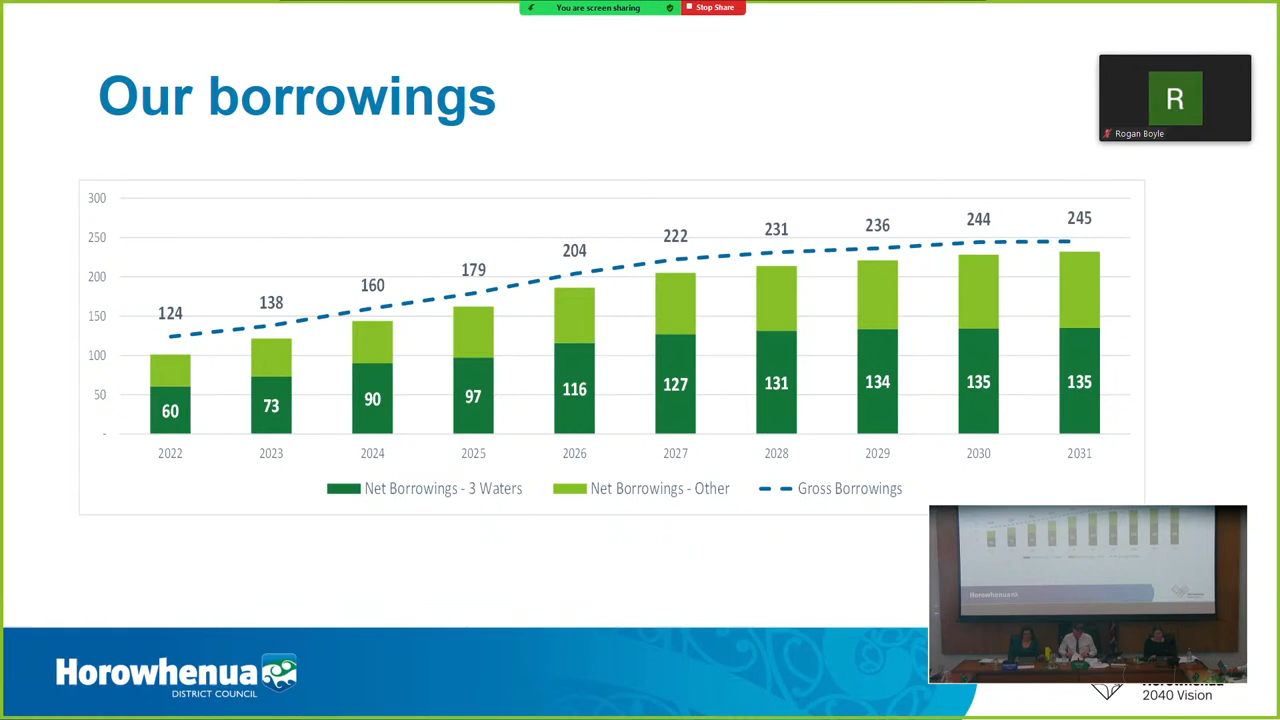 You are screen sharing
Stop Share
Our borrowings
R
Rogan Boyle
300
250
200
150
100
50
-
124 138 160 179 204 222 231 236 244 245
60 73 90 97 116 127 131 134 135 135
2022 2023 2024 2025 2026 2027 2028 2029 2030 2031
Net Borrowings - 3 Waters Net Borrowings - Other Gross Borrowings
Horowhenua
Horowhenua
DISTRICT COUNCIL
2040 Vision